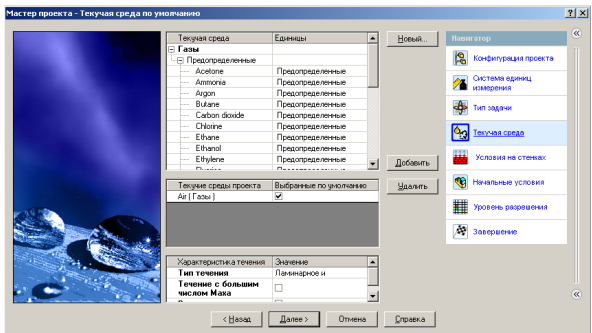 Мастер проекта - Текучая среда по умолчанию
Текучая среда Единицы
Газы
Предопределенные
Acetone Предопределенные
Ammonia Предопределенные
Argon Предопределенные
Butane Предопределенные
Carbon dioxide Предопределенные
Chlorine Предопределенные
Ethane Предопределенные
Ethanol Предопределенные
Ethylene Предопределенные
Текучие среды проекта Выбранные по умолчанию
Air ( Газы )
Характеристика течения Значение
Тип течения Ламинарное и
Течение с большим
числом Маха
Новый...
Добавить
Удалить
Навигатор
Конфигурация проекта
Система единиц
измерения
Тип задачи
Текучая среда
Условия на стенках
Начальные условия
Уровень разрешения
Завершение
< Назад Далее > Отмена Справка